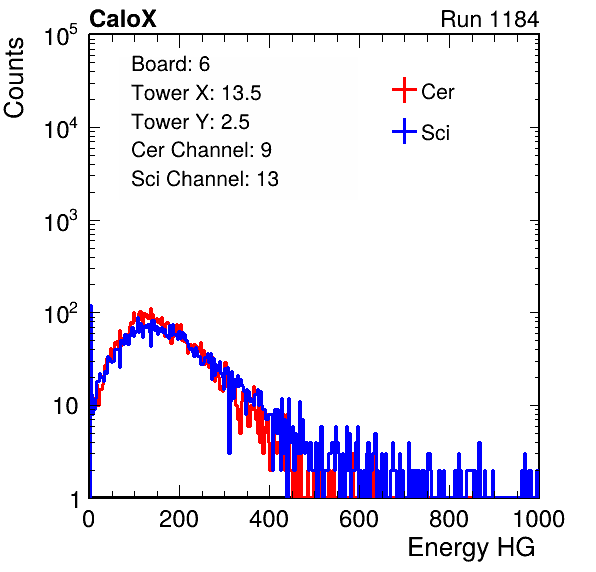 CaloX Run 1184
Counts
10^5
10^4
10^3
10^2
10
1
Board: 6
Tower X: 13.5
Tower Y: 2.5
Cer Channel: 9
Sci Channel: 13
Cer
Sci
0 200 400 600 800 1000
Energy HG